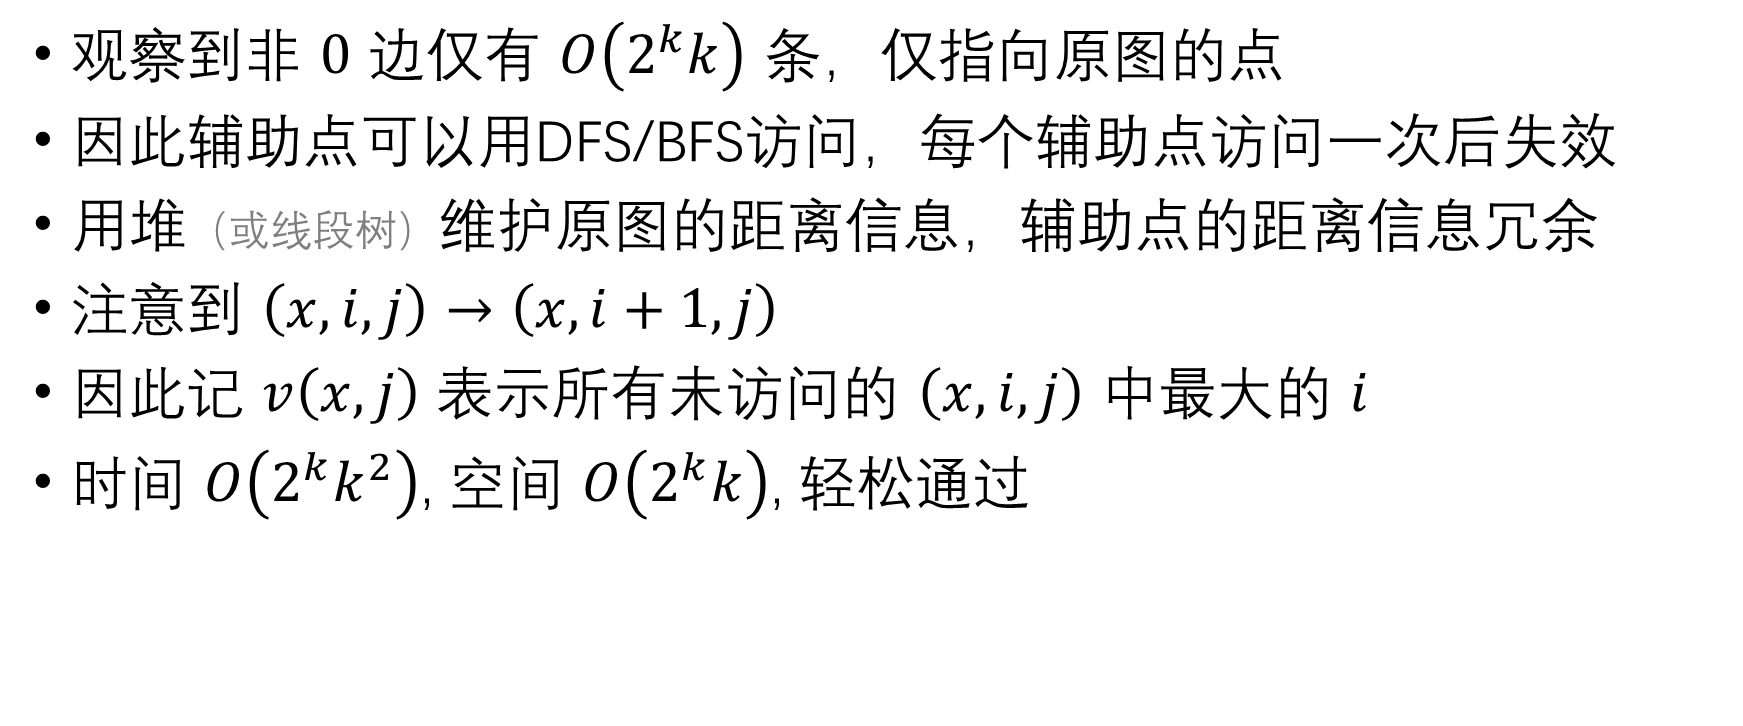 • 观察到非 0 边仅有 O(2^k k) 条，仅指向原图的点
• 因此辅助点可以用DFS/BFS访问，每个辅助点访问一次后失效
• 用堆（或线段树）维护原图的距离信息，辅助点的距离信息冗余
• 注意到 (x, i, j) → (x, i + 1, j)
• 因此记 v(x, j) 表示所有未访问的 (x, i, j) 中最大的 i
• 时间 O(2^k k^2), 空间 O(2^k k), 轻松通过